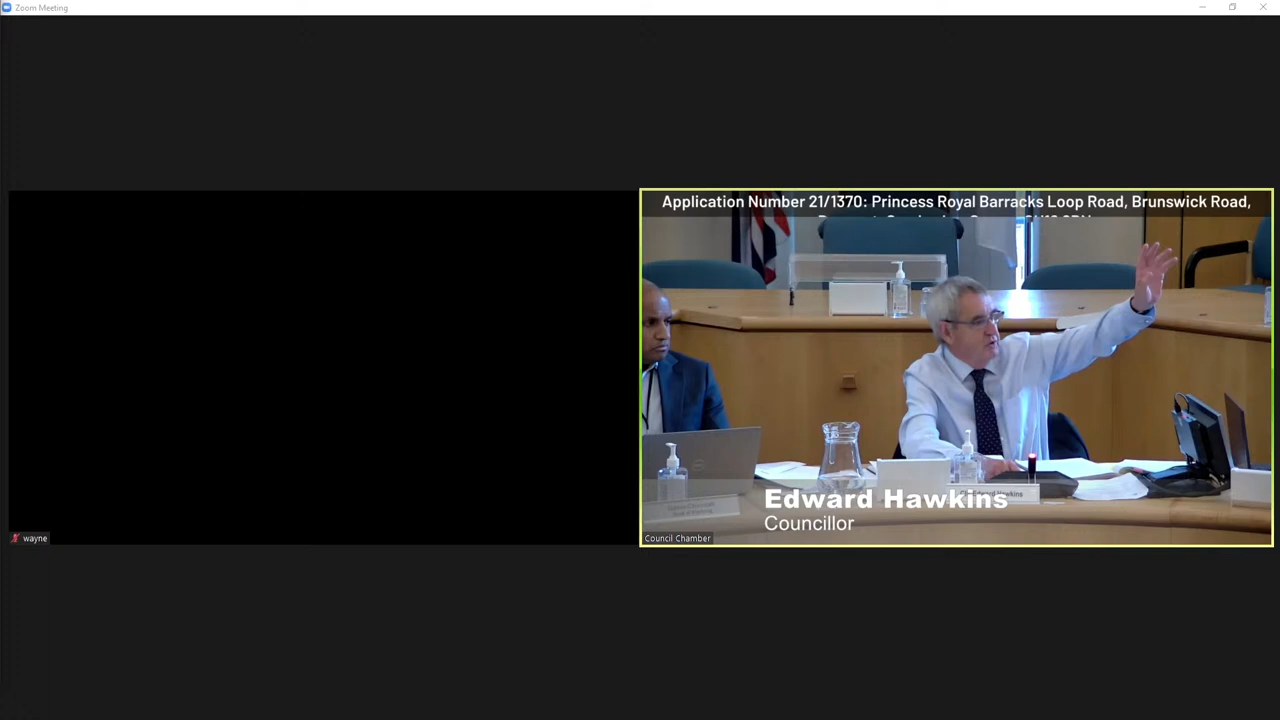 Zoom Meeting
Application Number 21/1370: Princess Royal Barracks Loop Road, Brunswick Road,
Edward Hawkins
Councillor
wayne
Council Chamber